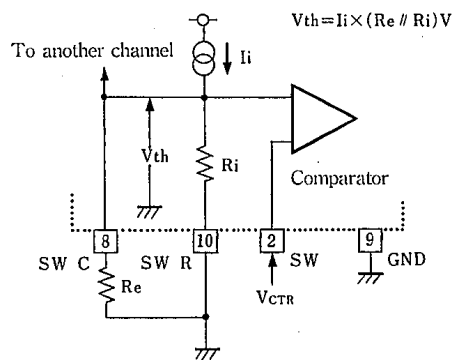 Vth=Ii×(Re∥Ri)V
To another channel
Ii
Vth
Ri
Comparator
8
10
2
9
SW C
SW R
SW
GND
Re
VCTR